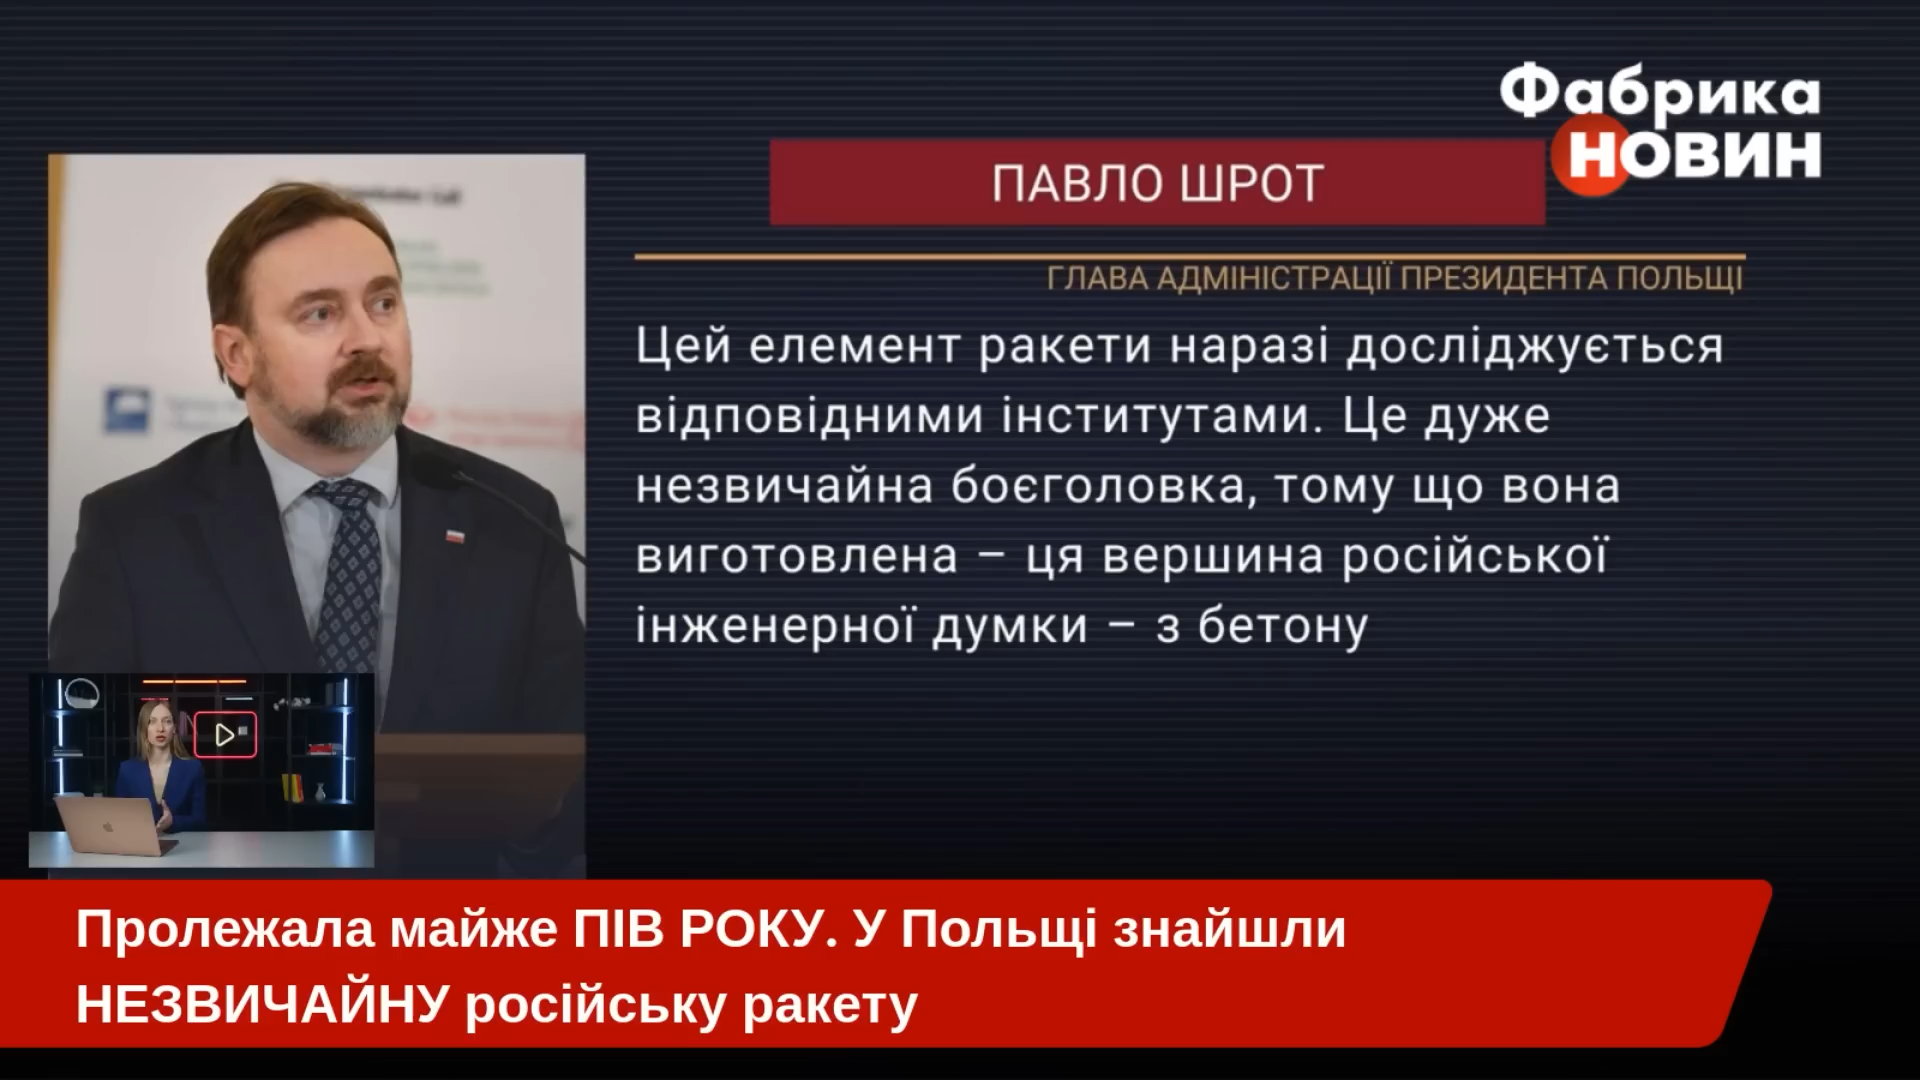 Фабрика
НОВИН
ПАВЛО ШРОТ
ГЛАВА АДМІНІСТРАЦІЇ ПРЕЗИДЕНТА ПОЛЬЩІ
Цей елемент ракети наразі досліджується
відповідними інститутами. Це дуже
незвичайна боєголовка, тому що вона
виготовлена – ця вершина російської
інженерної думки – з бетону
Пролежала майже ПІВ РОКУ. У Польщі знайшли
НЕЗВИЧАЙНУ російську ракету